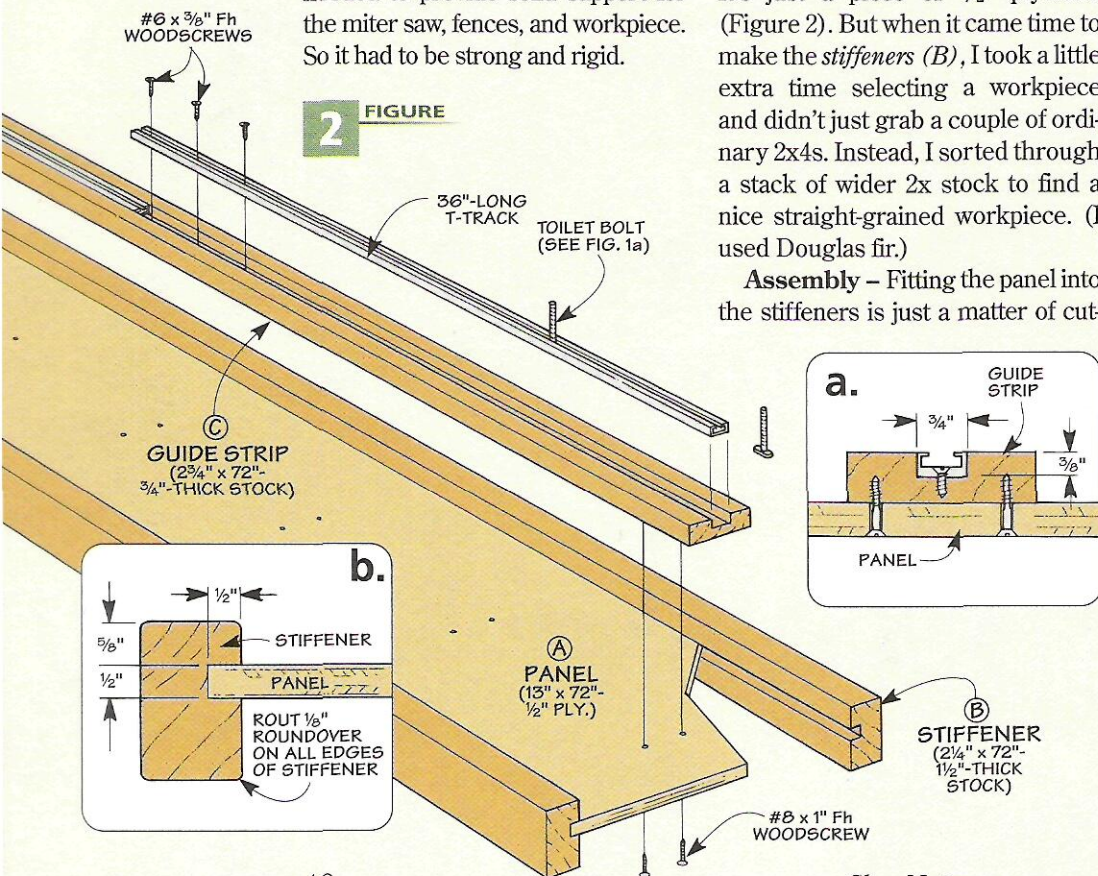 the miter saw, fences, and workpiece.
So it had to be strong and rigid.
(Figure 2). But when it came time to
make the stiffeners (B), I took a little
extra time selecting a workpiece
and didn't just grab a couple of ordi-
nary 2x4s. Instead, I sorted through
a stack of wider 2x stock to find a
nice straight-grained workpiece. (I
used Douglas fir.)
Assembly – Fitting the panel into
the stiffeners is just a matter of cut-
2 FIGURE
#6 x 3/8" Fh
WOODSCREWS
36"-LONG
T-TRACK
TOILET BOLT
(SEE FIG. 1a)
C
GUIDE STRIP
(2¾" x 72"-
¾"-THICK STOCK)
A
PANEL
(13" x 72"-
½" PLY.)
B
STIFFENER
(2¼" x 72"-
1½"-THICK
STOCK)
#8 x 1" Fh
WOODSCREW
a.
GUIDE
STRIP
¾"
⅜"
PANEL
b.
½"
⅝"
STIFFENER
½"
PANEL
ROUT ⅛"
ROUNDOVER
ON ALL EDGES
OF STIFFENER